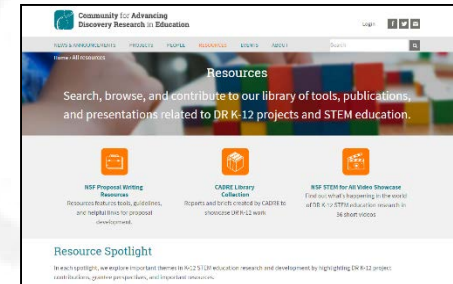 Community for Advancing
Discovery Research in Education
Login
NEWS & ANNOUNCEMENTS PROJECTS PEOPLE RESOURCES EVENTS ABOUT Search
Home › All resources
Resources
Search, browse, and contribute to our library of tools, publications,
and presentations related to DR K-12 projects and STEM education.
NSF Proposal Writing
Resources
Resources features tools, guidelines,
and helpful links for proposal
development.
CADRE Library
Collection
Reports and briefs created by CADRE to
showcase DR K-12 work
NSF STEM for All Video Showcase
Find out what's happening in the world
of DR K-12 STEM education research in
36 short videos
Resource Spotlight
In each spotlight, we explore important themes in K-12 STEM education research and development by highlighting DR K-12 project
contributions, grantee perspectives, and important resources.